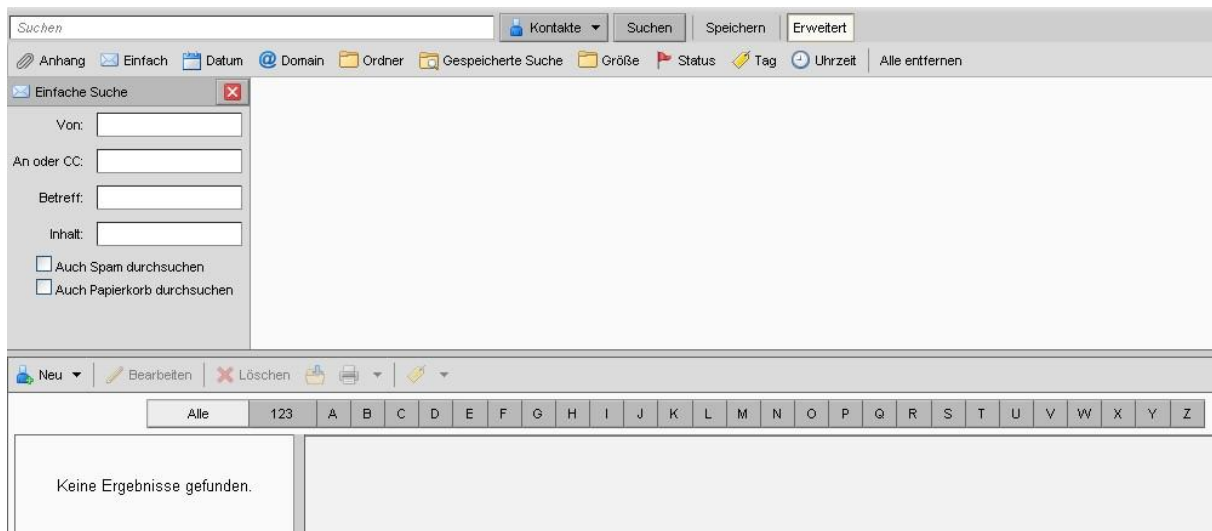 Suchen Kontakte Suchen Speichern Erweitert
Anhang Einfach Datum Domain Ordner Gespeicherte Suche Größe Status Tag Uhrzeit Alle entfernen
Einfache Suche
Von:
An oder CC:
Betreff:
Inhalt:
Auch Spam durchsuchen
Auch Papierkorb durchsuchen
Neu Bearbeiten Löschen
Alle 123 A B C D E F G H I J K L M N O P Q R S T U V W X Y Z
Keine Ergebnisse gefunden.